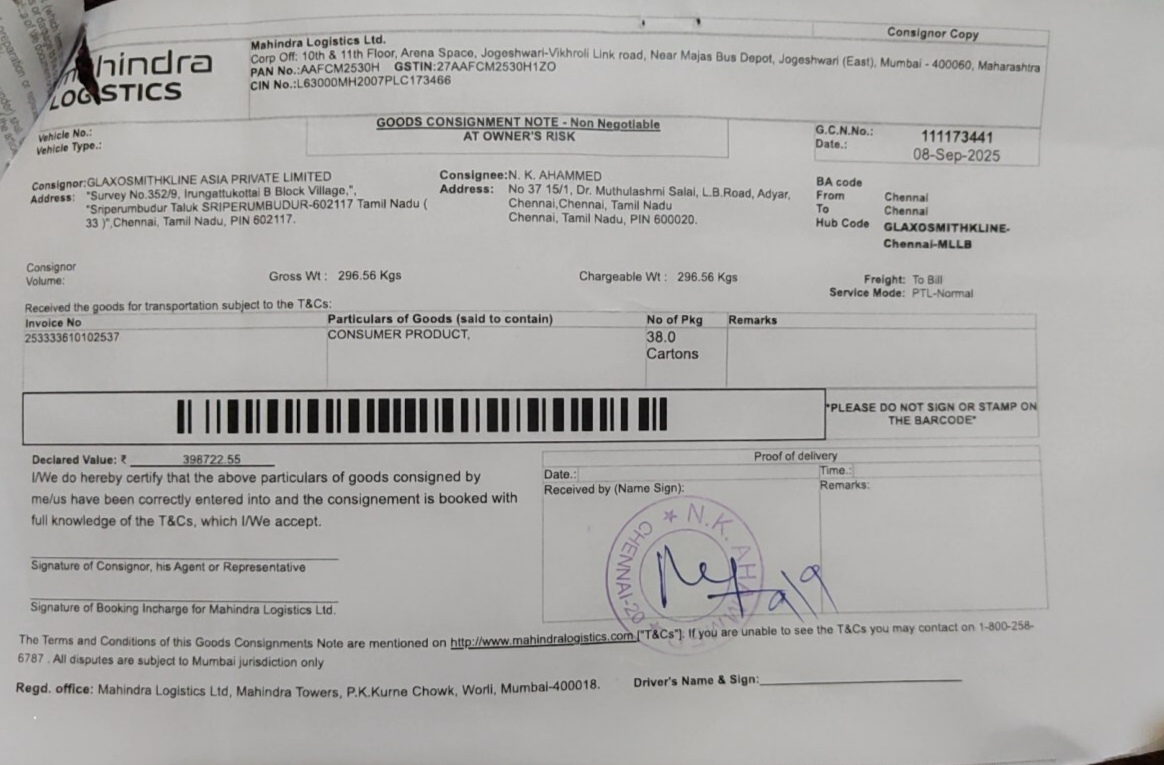 Consignor Copy
mahindra
LOGISTICS
Mahindra Logistics Ltd.
Corp Off: 10th & 11th Floor, Arena Space, Jogeshwari-Vikhroli Link road, Near Majas Bus Depot, Jogeshwari (East), Mumbai - 400060, Maharashtra
PAN No.:AAFCM2530H GSTIN:27AAFCM2530H1ZO
CIN No.:L63000MH2007PLC173466
Vehicle No.:
Vehicle Type.:
GOODS CONSIGNMENT NOTE - Non Negotiable
AT OWNER'S RISK
G.C.N.No.: 111173441
Date.: 08-Sep-2025
Consignor:GLAXOSMITHKLINE ASIA PRIVATE LIMITED
Address: "Survey No.352/9, Irungattukottai B Block Village,",
"Sriperumbudur Taluk SRIPERUMBUDUR-602117 Tamil Nadu (
33 )",Chennai, Tamil Nadu, PIN 602117.
Consignee:N. K. AHAMMED
Address: No 37 15/1, Dr. Muthulashmi Salai, L.B.Road, Adyar,
Chennai,Chennai, Tamil Nadu
Chennai, Tamil Nadu, PIN 600020.
BA code
From Chennai
To Chennai
Hub Code GLAXOSMITHKLINE-
Chennai-MLLB
Consignor
Volume:
Gross Wt : 296.56 Kgs
Chargeable Wt : 296.56 Kgs
Freight: To Bill
Service Mode: PTL-Normal
Received the goods for transportation subject to the T&Cs:
Invoice No Particulars of Goods (said to contain) No of Pkg Remarks
253333610102537 CONSUMER PRODUCT, 38.0
Cartons
*PLEASE DO NOT SIGN OR STAMP ON
THE BARCODE*
Declared Value: ₹ 398722.55
I/We do hereby certify that the above particulars of goods consigned by
me/us have been correctly entered into and the consignement is booked with
full knowledge of the T&Cs, which I/We accept.
Signature of Consignor, his Agent or Representative
Signature of Booking Incharge for Mahindra Logistics Ltd.
Proof of delivery
Date.: Time.:
Received by (Name Sign): Remarks:
N.K. AHAMMED
CHENNAI-20
The Terms and Conditions of this Goods Consignments Note are mentioned on http://www.mahindralogistics.com ["T&Cs"]. If you are unable to see the T&Cs you may contact on 1-800-258-
6787 . All disputes are subject to Mumbai jurisdiction only
Regd. office: Mahindra Logistics Ltd, Mahindra Towers, P.K.Kurne Chowk, Worli, Mumbai-400018.
Driver's Name & Sign: